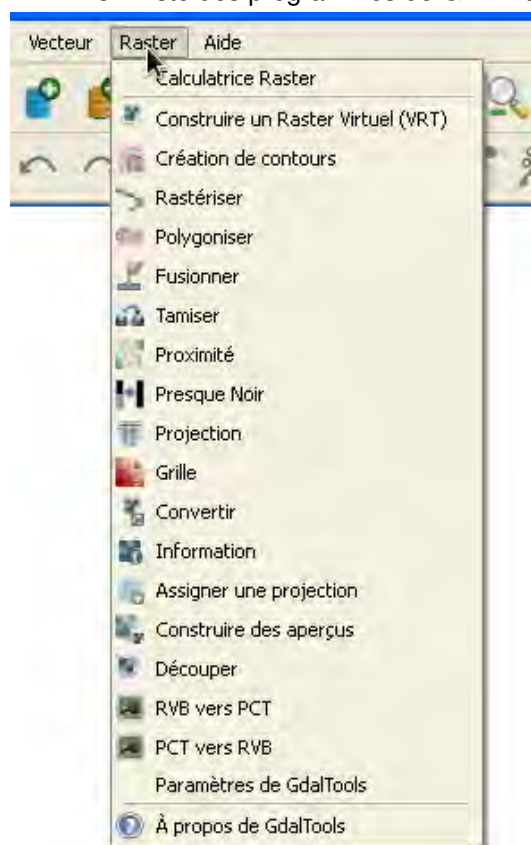 Vecteur Raster Aide
Calculatrice Raster
Construire un Raster Virtuel (VRT)
Création de contours
Rastériser
Polygoniser
Fusionner
Tamiser
Proximité
Presque Noir
Projection
Grille
Convertir
Information
Assigner une projection
Construire des aperçus
Découper
RVB vers PCT
PCT vers RVB
Paramètres de GdalTools
À propos de GdalTools